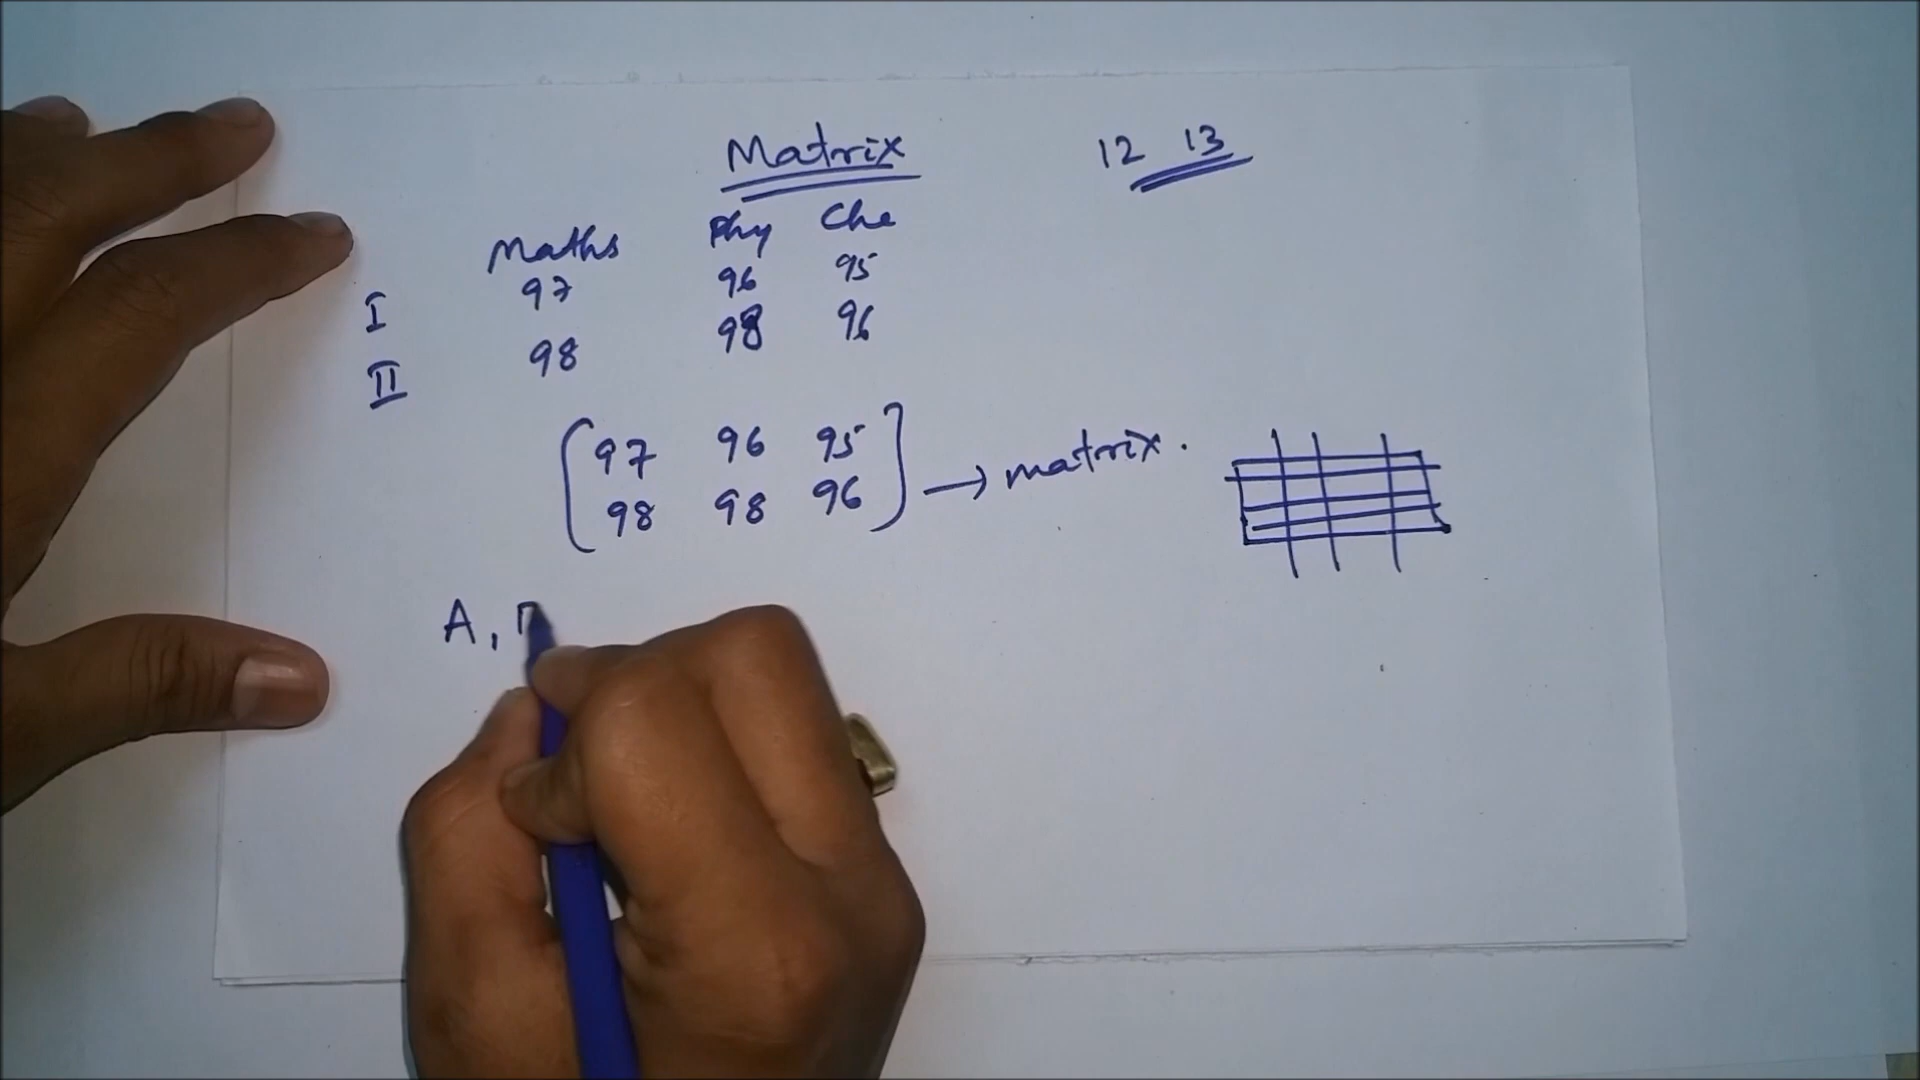 Matrix 12 13
Maths Phy Che
I 97 96 95
II 98 98 96
97 96 95
98 98 96 → matrix.
A,